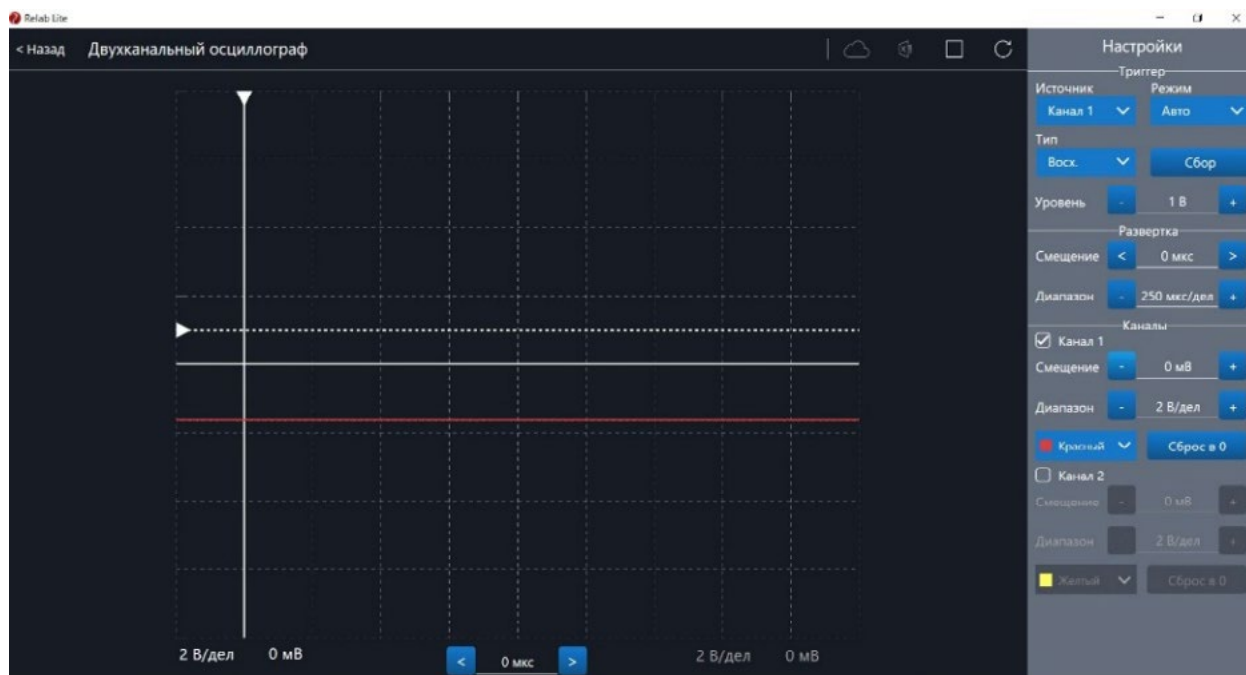 Relab Lite
< Назад Двухканальный осциллограф
Настройки
Триггер
Источник Режим
Канал 1 Авто
Тип
Восх. Сбор
Уровень - 1 В +
Развертка
Смещение < 0 мкс >
Диапазон - 250 мкс/дел +
Каналы
Канал 1
Смещение - 0 мВ +
Диапазон - 2 В/дел +
Красный Сброс в 0
Канал 2
Смещение - 0 мВ +
Диапазон - 2 В/дел +
Желтый Сброс в 0
2 В/дел 0 мВ < 0 мкс > 2 В/дел 0 мВ